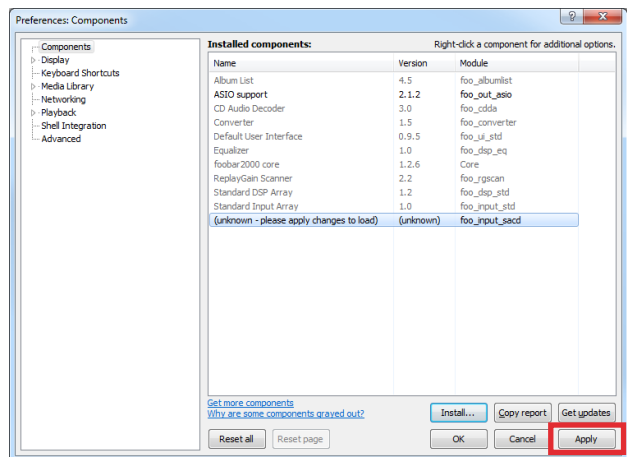 Preferences: Components
Components
Display
Keyboard Shortcuts
Media Library
Networking
Playback
Shell Integration
Advanced
Installed components: Right-click a component for additional options.
Name Version Module
Album List 4.5 foo_albumlist
ASIO support 2.1.2 foo_out_asio
CD Audio Decoder 3.0 foo_cdda
Converter 1.5 foo_converter
Default User Interface 0.9.5 foo_ui_std
Equalizer 1.0 foo_dsp_eq
foobar2000 core 1.2.6 Core
ReplayGain Scanner 2.2 foo_rgscan
Standard DSP Array 1.2 foo_dsp_std
Standard Input Array 1.0 foo_input_std
(unknown - please apply changes to load) (unknown) foo_input_sacd
Get more components
Why are some components grayed out?
Install... Copy report Get updates
Reset all Reset page OK Cancel Apply